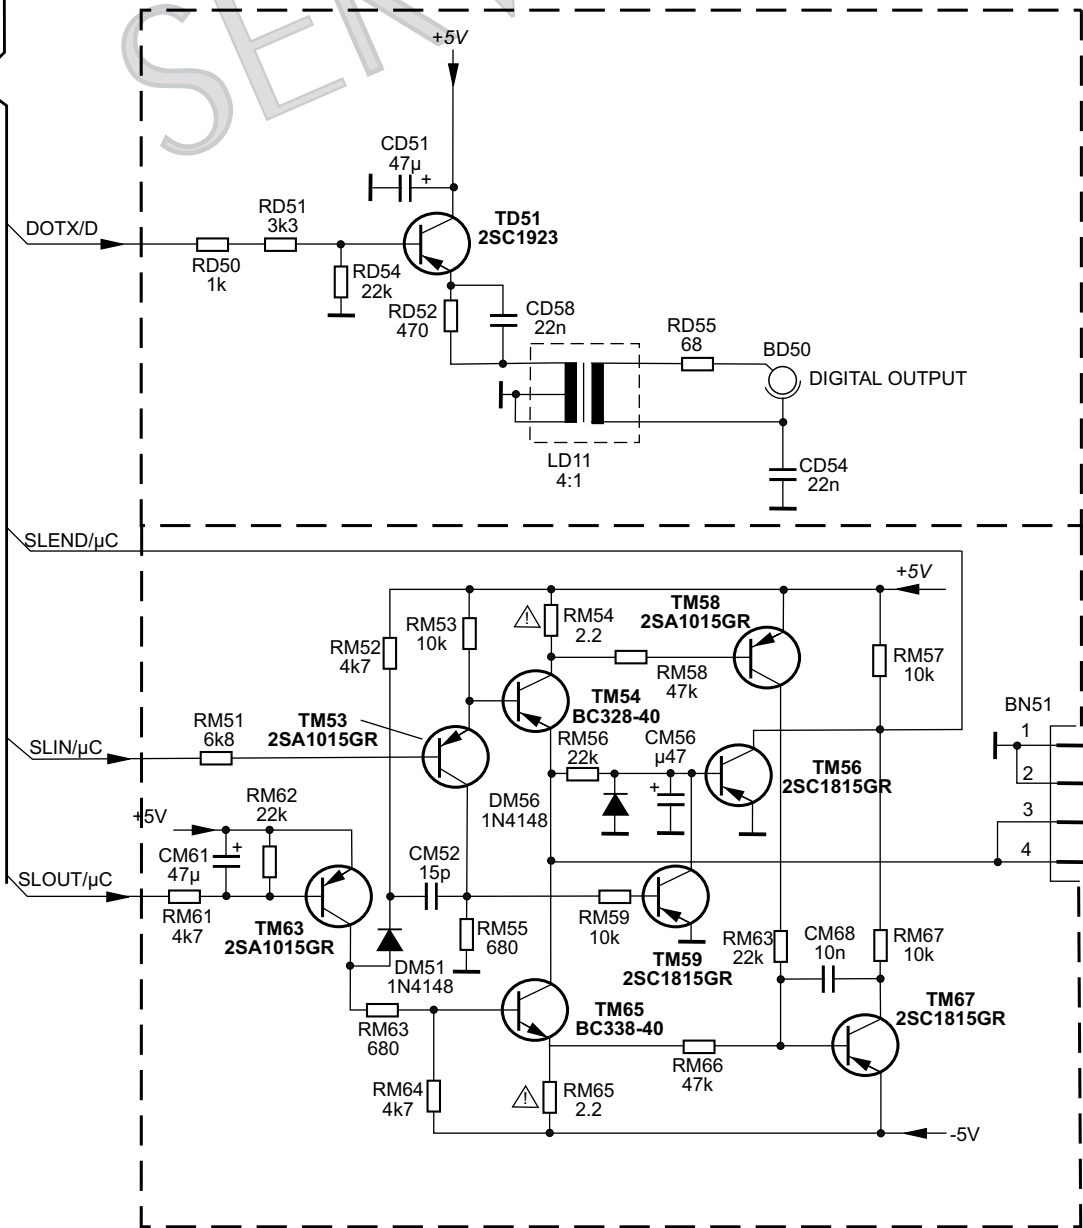 SER
+5V
CD51
47µ
+
TD51
2SC1923
DOTX/D
RD51
3k3
RD50
1k
RD54
22k
RD52
470
CD58
22n
RD55
68
BD50
DIGITAL OUTPUT
LD11
4:1
CD54
22n
SLEND/µC
+5V
RM53
10k
RM54
2.2
TM58
2SA1015GR
RM52
4k7
RM58
47k
RM57
10k
TM54
BC328-40
BN51
RM51
6k8
TM53
2SA1015GR
SLIN/µC
RM56
22k
CM56
µ47
+
TM56
2SC1815GR
1
2
3
4
DM56
1N4148
+5V
RM62
22k
CM61
47µ
+
SLOUT/µC
RM61
4k7
TM63
2SA1015GR
CM52
15p
RM55
680
RM59
10k
TM59
2SC1815GR
RM63
22k
CM68
10n
RM67
10k
DM51
1N4148
RM63
680
TM65
BC338-40
TM67
2SC1815GR
RM66
47k
RM64
4k7
RM65
2.2
-5V